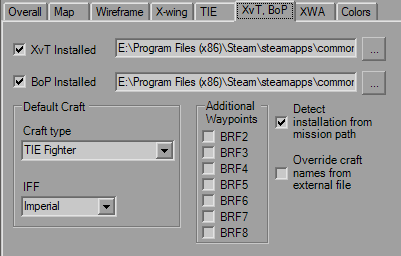 Overall Map Wireframe X-wing TIE XvT, BoP XWA Colors
XvT Installed E:\Program Files (x86)\Steam\steamapps\common ...
BoP Installed E:\Program Files (x86)\Steam\steamapps\common ...
Default Craft
Craft type
TIE Fighter
IFF
Imperial
Additional
Waypoints
BRF2
BRF3
BRF4
BRF5
BRF6
BRF7
BRF8
Detect
installation from
mission path
Override craft
names from
external file